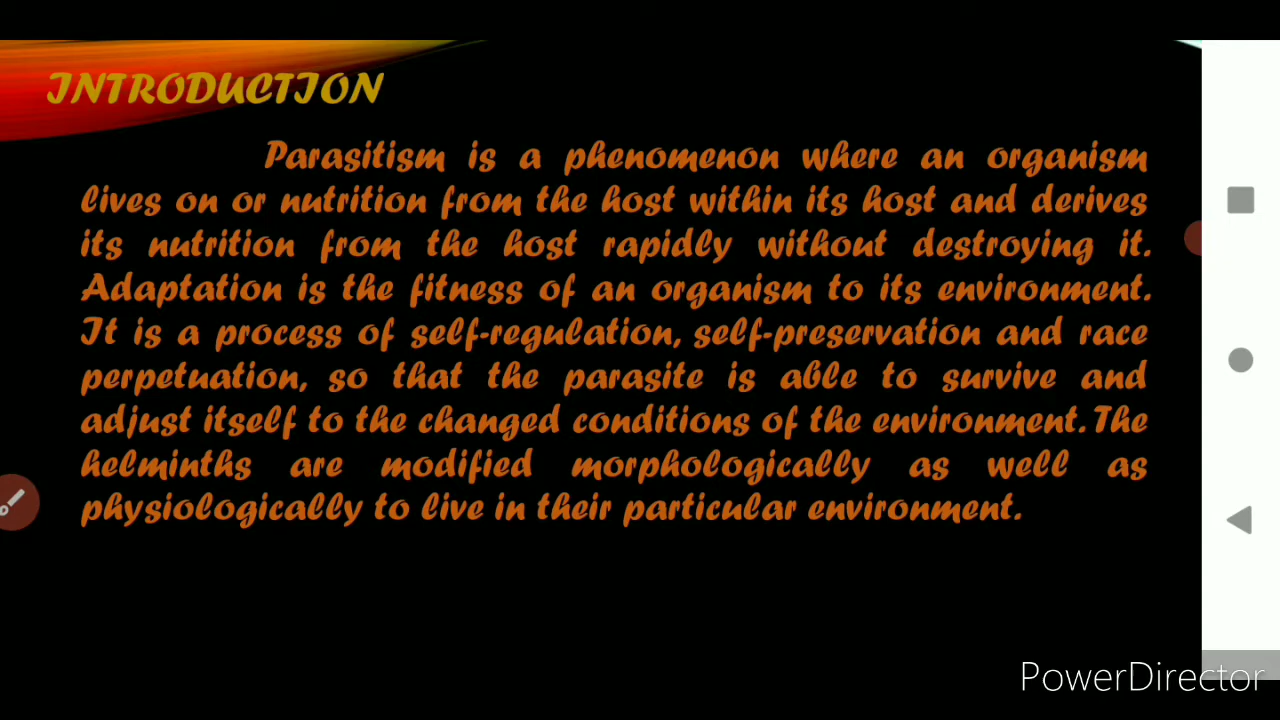 INTRODUCTION
Parasitism is a phenomenon where an organism
lives on or nutrition from the host within its host and derives
its nutrition from the host rapidly without destroying it.
Adaptation is the fitness of an organism to its environment.
It is a process of self-regulation, self-preservation and race
perpetuation, so that the parasite is able to survive and
adjust itself to the changed conditions of the environment. The
helminths are modified morphologically as well as
physiologically to live in their particular environment.
PowerDirector